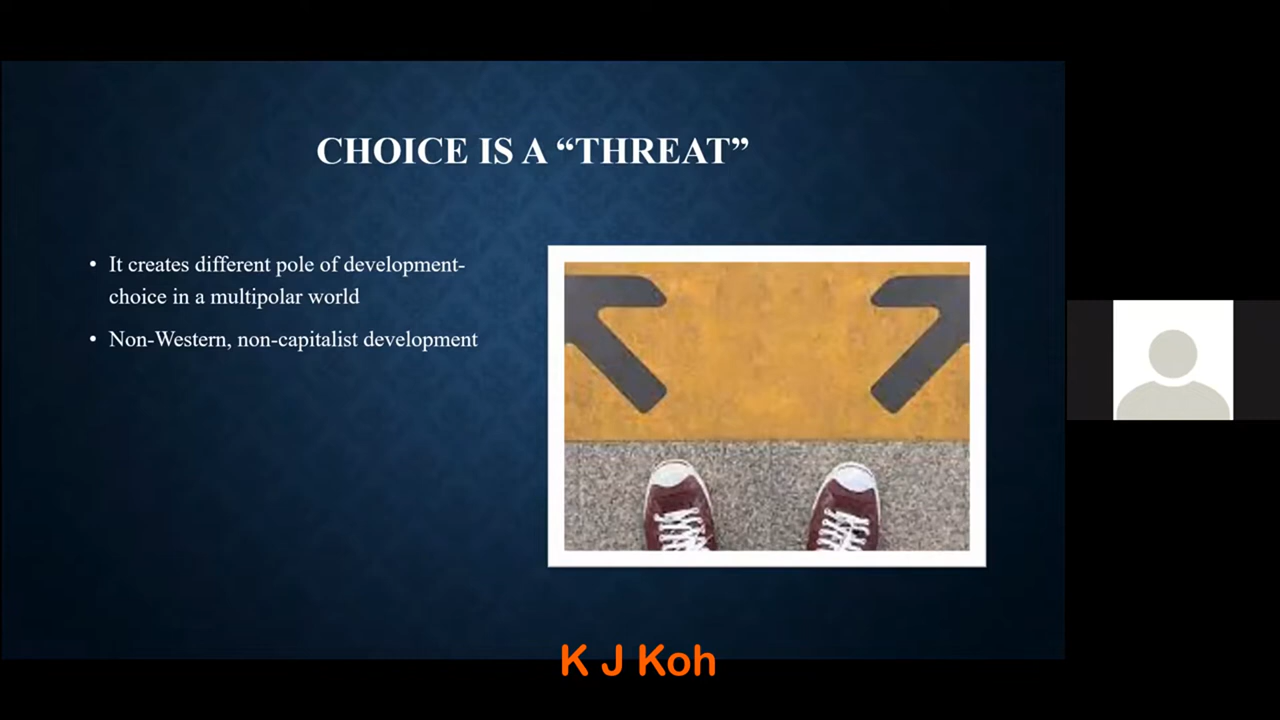 CHOICE IS A “THREAT”
• It creates different pole of development-
choice in a multipolar world
• Non-Western, non-capitalist development
K J Koh